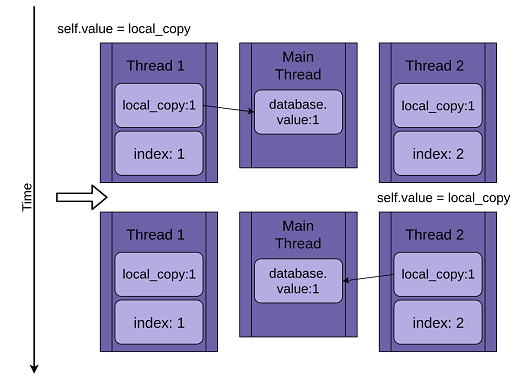 self.value = local_copy
Thread 1
Main
Thread
Thread 2
local_copy:1
database.
value:1
local_copy:1
index: 1
index: 2
Time
self.value = local_copy
Thread 1
Main
Thread
Thread 2
local_copy:1
database.
value:1
local_copy:1
index: 1
index: 2